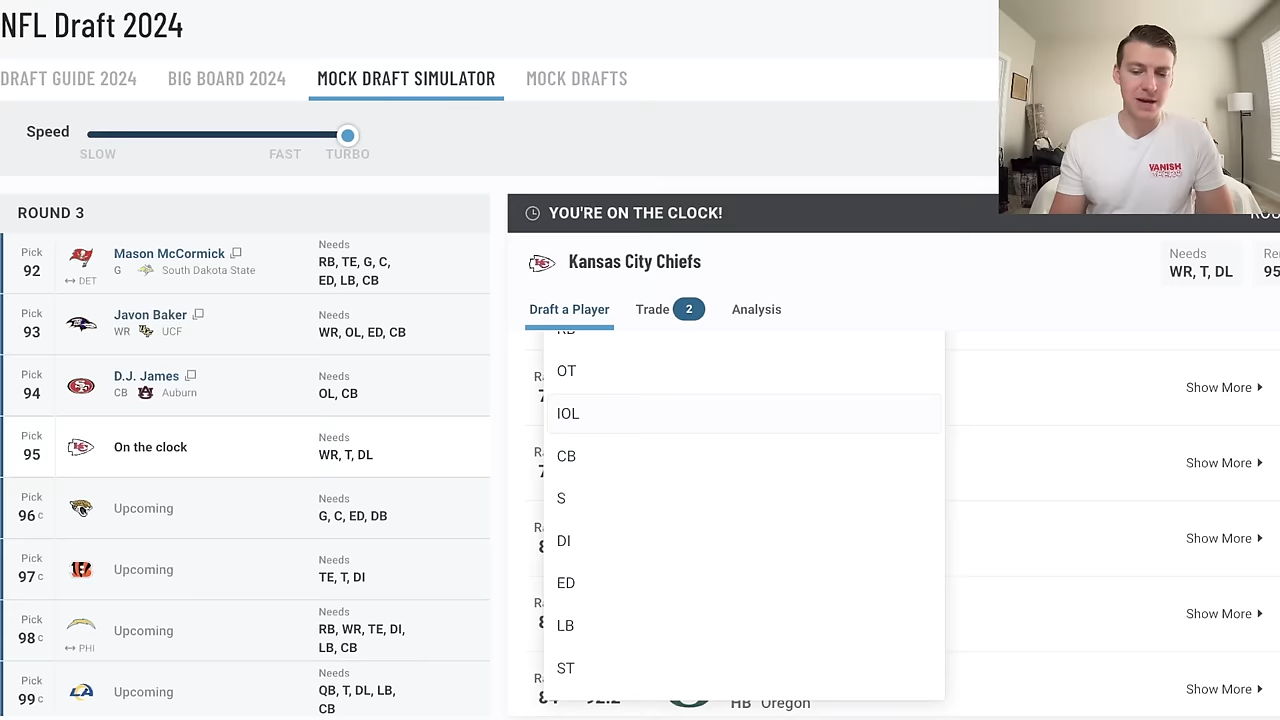 NFL Draft 2024
DRAFT GUIDE 2024
BIG BOARD 2024
MOCK DRAFT SIMULATOR
MOCK DRAFTS
Speed
SLOW
FAST
TURBO
ROUND 3
Pick
92
DET
Mason McCormick
G South Dakota State
Needs
RB, TE, G, C,
ED, LB, CB
Pick
93
Javon Baker
WR UCF
Needs
WR, OL, ED, CB
Pick
94
D.J. James
CB Auburn
Needs
OL, CB
Pick
95
On the clock
Needs
WR, T, DL
Pick
96 C
Upcoming
Needs
G, C, ED, DB
Pick
97 C
Upcoming
Needs
TE, T, DI
Pick
98 C
PHI
Upcoming
Needs
RB, WR, TE, DI,
LB, CB
Pick
99 C
Upcoming
Needs
QB, T, DL, LB,
CB
YOU'RE ON THE CLOCK!
Kansas City Chiefs
Needs
WR, T, DL
95
Draft a Player
Trade 2
Analysis
OT
IOL
CB
S
DI
ED
LB
ST
Show More
Show More
Show More
Show More
Show More
HB Oregon
VANISH